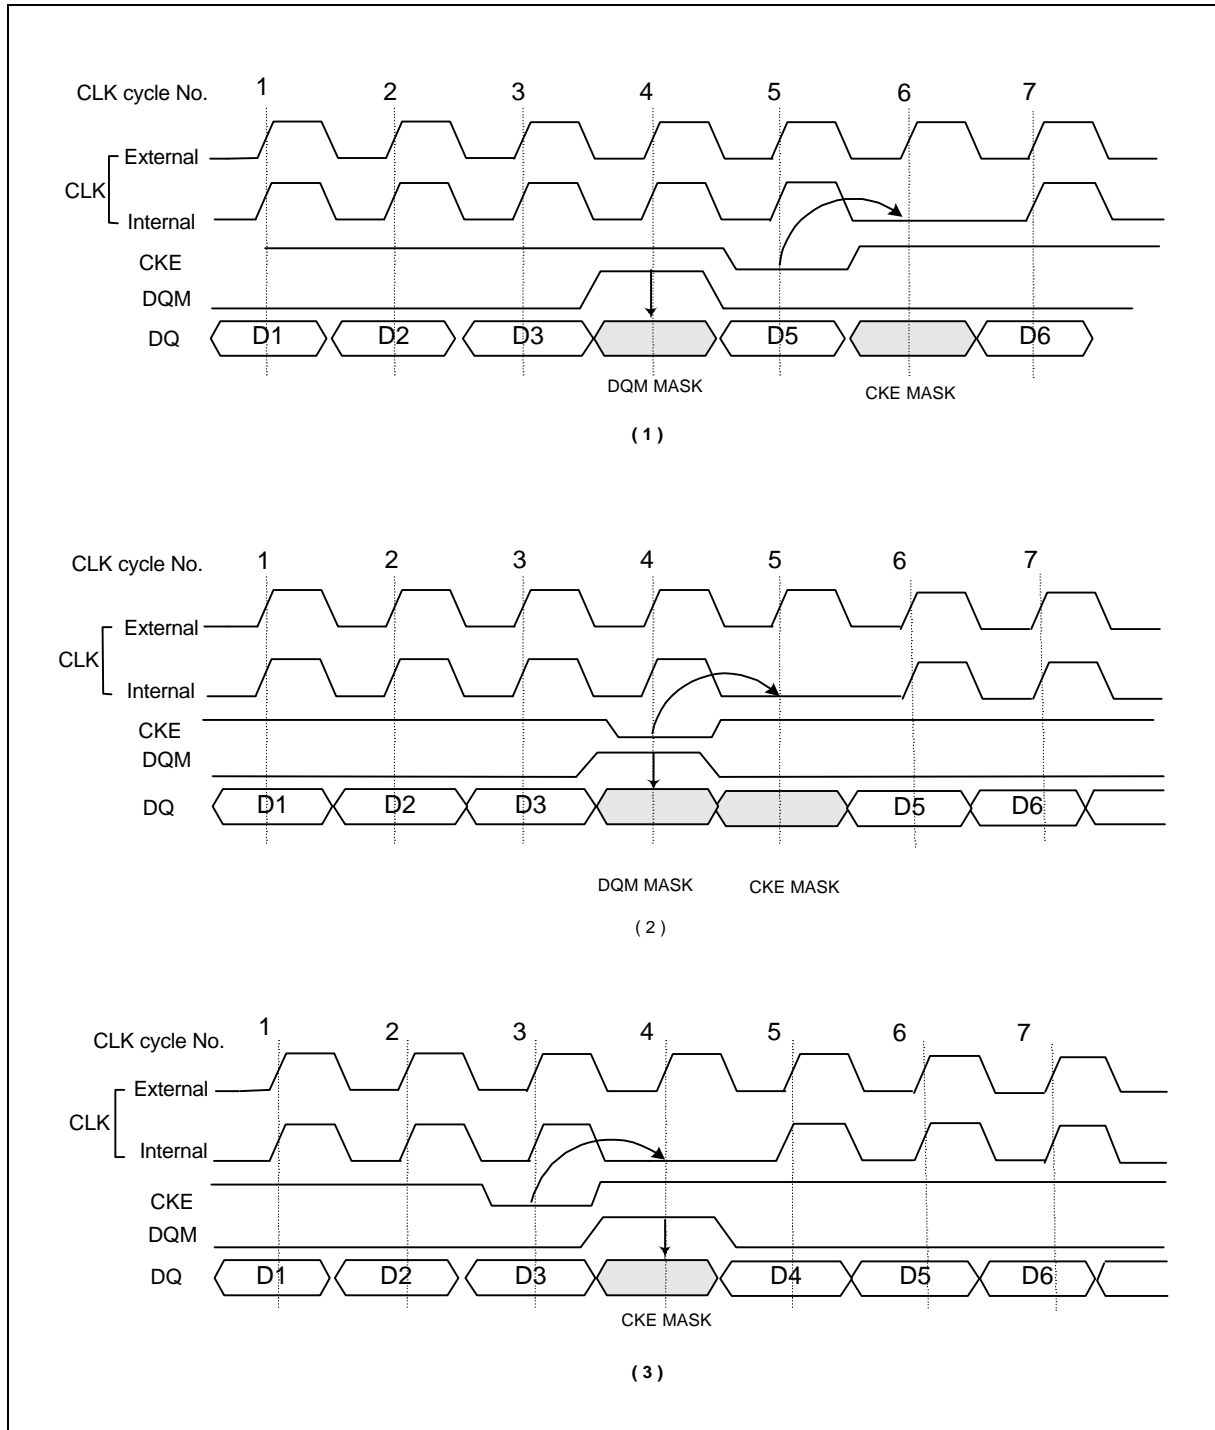 CLK cycle No. 1 2 3 4 5 6 7
External
CLK
Internal
CKE
DQM
DQ D1 D2 D3 D5 D6
DQM MASK CKE MASK
( 1 )
CLK cycle No. 1 2 3 4 5 6 7
External
CLK
Internal
CKE
DQM
DQ D1 D2 D3 D5 D6
DQM MASK CKE MASK
( 2 )
CLK cycle No. 1 2 3 4 5 6 7
External
CLK
Internal
CKE
DQM
DQ D1 D2 D3 D4 D5 D6
CKE MASK
( 3 )